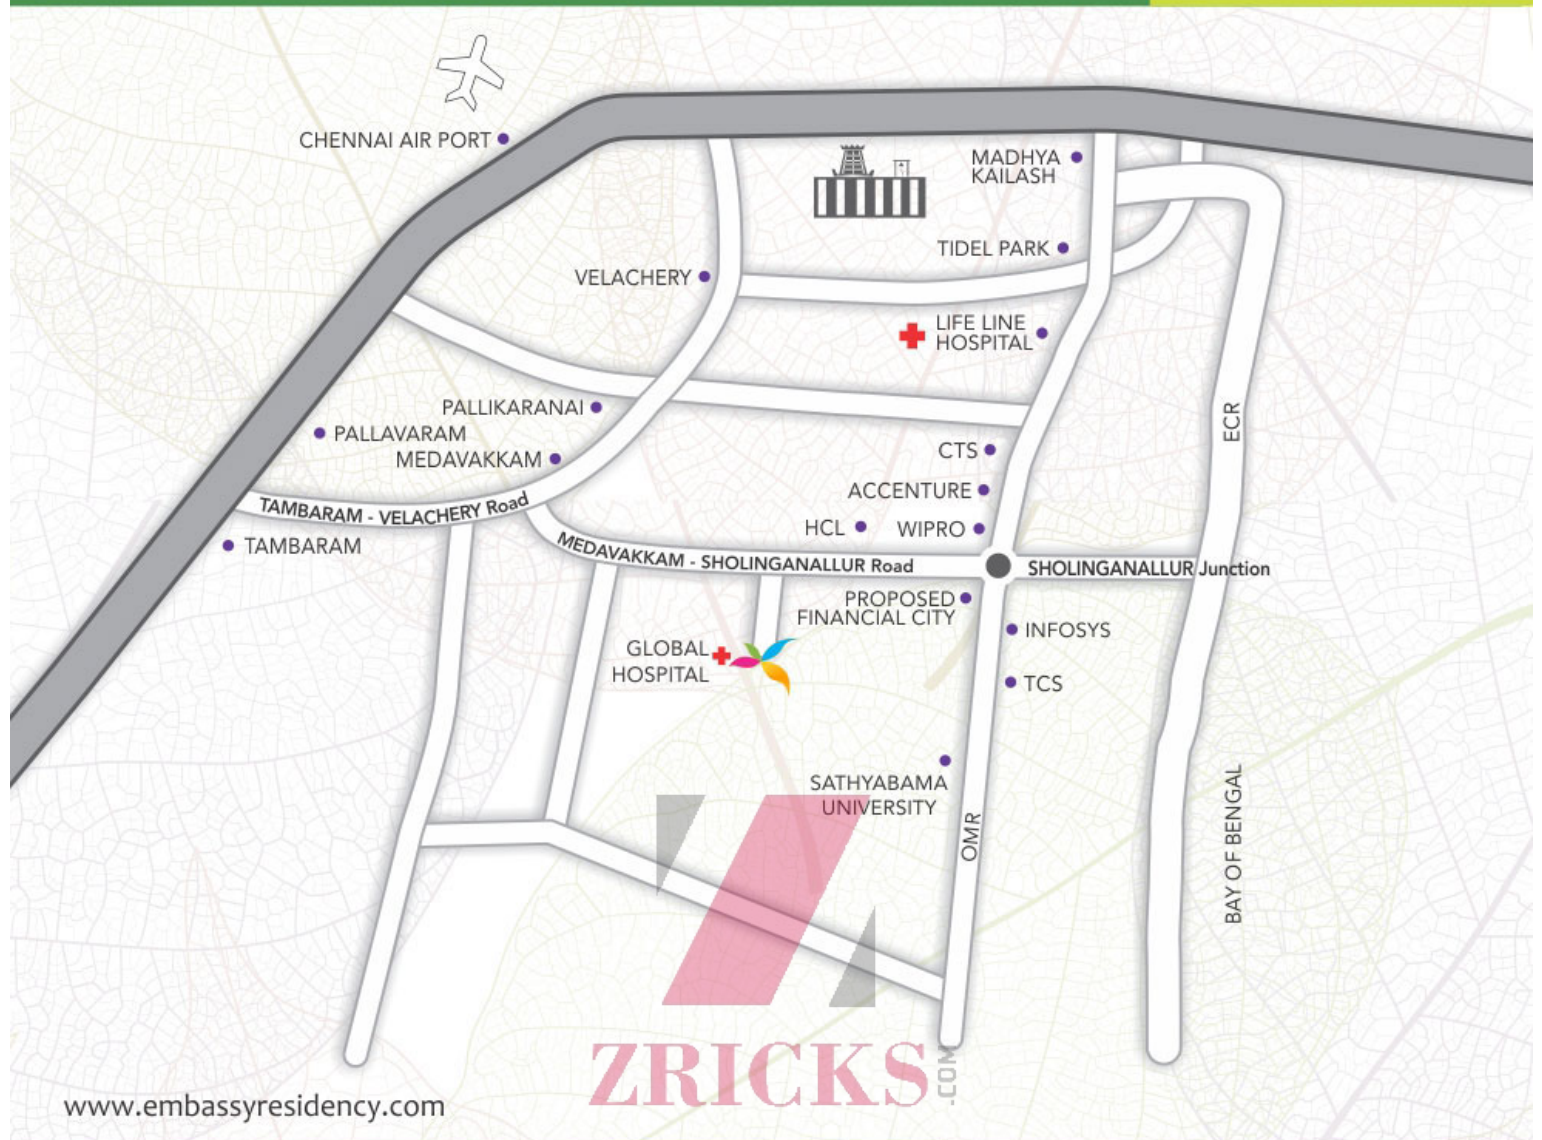 CHENNAI AIR PORT
MADHYA
KAILASH
TIDEL PARK
VELACHERY
LIFE LINE
HOSPITAL
PALLIKARANAI
PALLAVARAM
MEDAVAKKAM
ECR
CTS
ACCENTURE
HCL
WIPRO
TAMBARAM - VELACHERY Road
TAMBARAM
MEDAVAKKAM - SHOLINGANALLUR Road
SHOLINGANALLUR Junction
PROPOSED
FINANCIAL CITY
INFOSYS
GLOBAL
HOSPITAL
TCS
SATHYABAMA
UNIVERSITY
OMR
BAY OF BENGAL
ZRICKS
.COM
www.embassyresidency.com